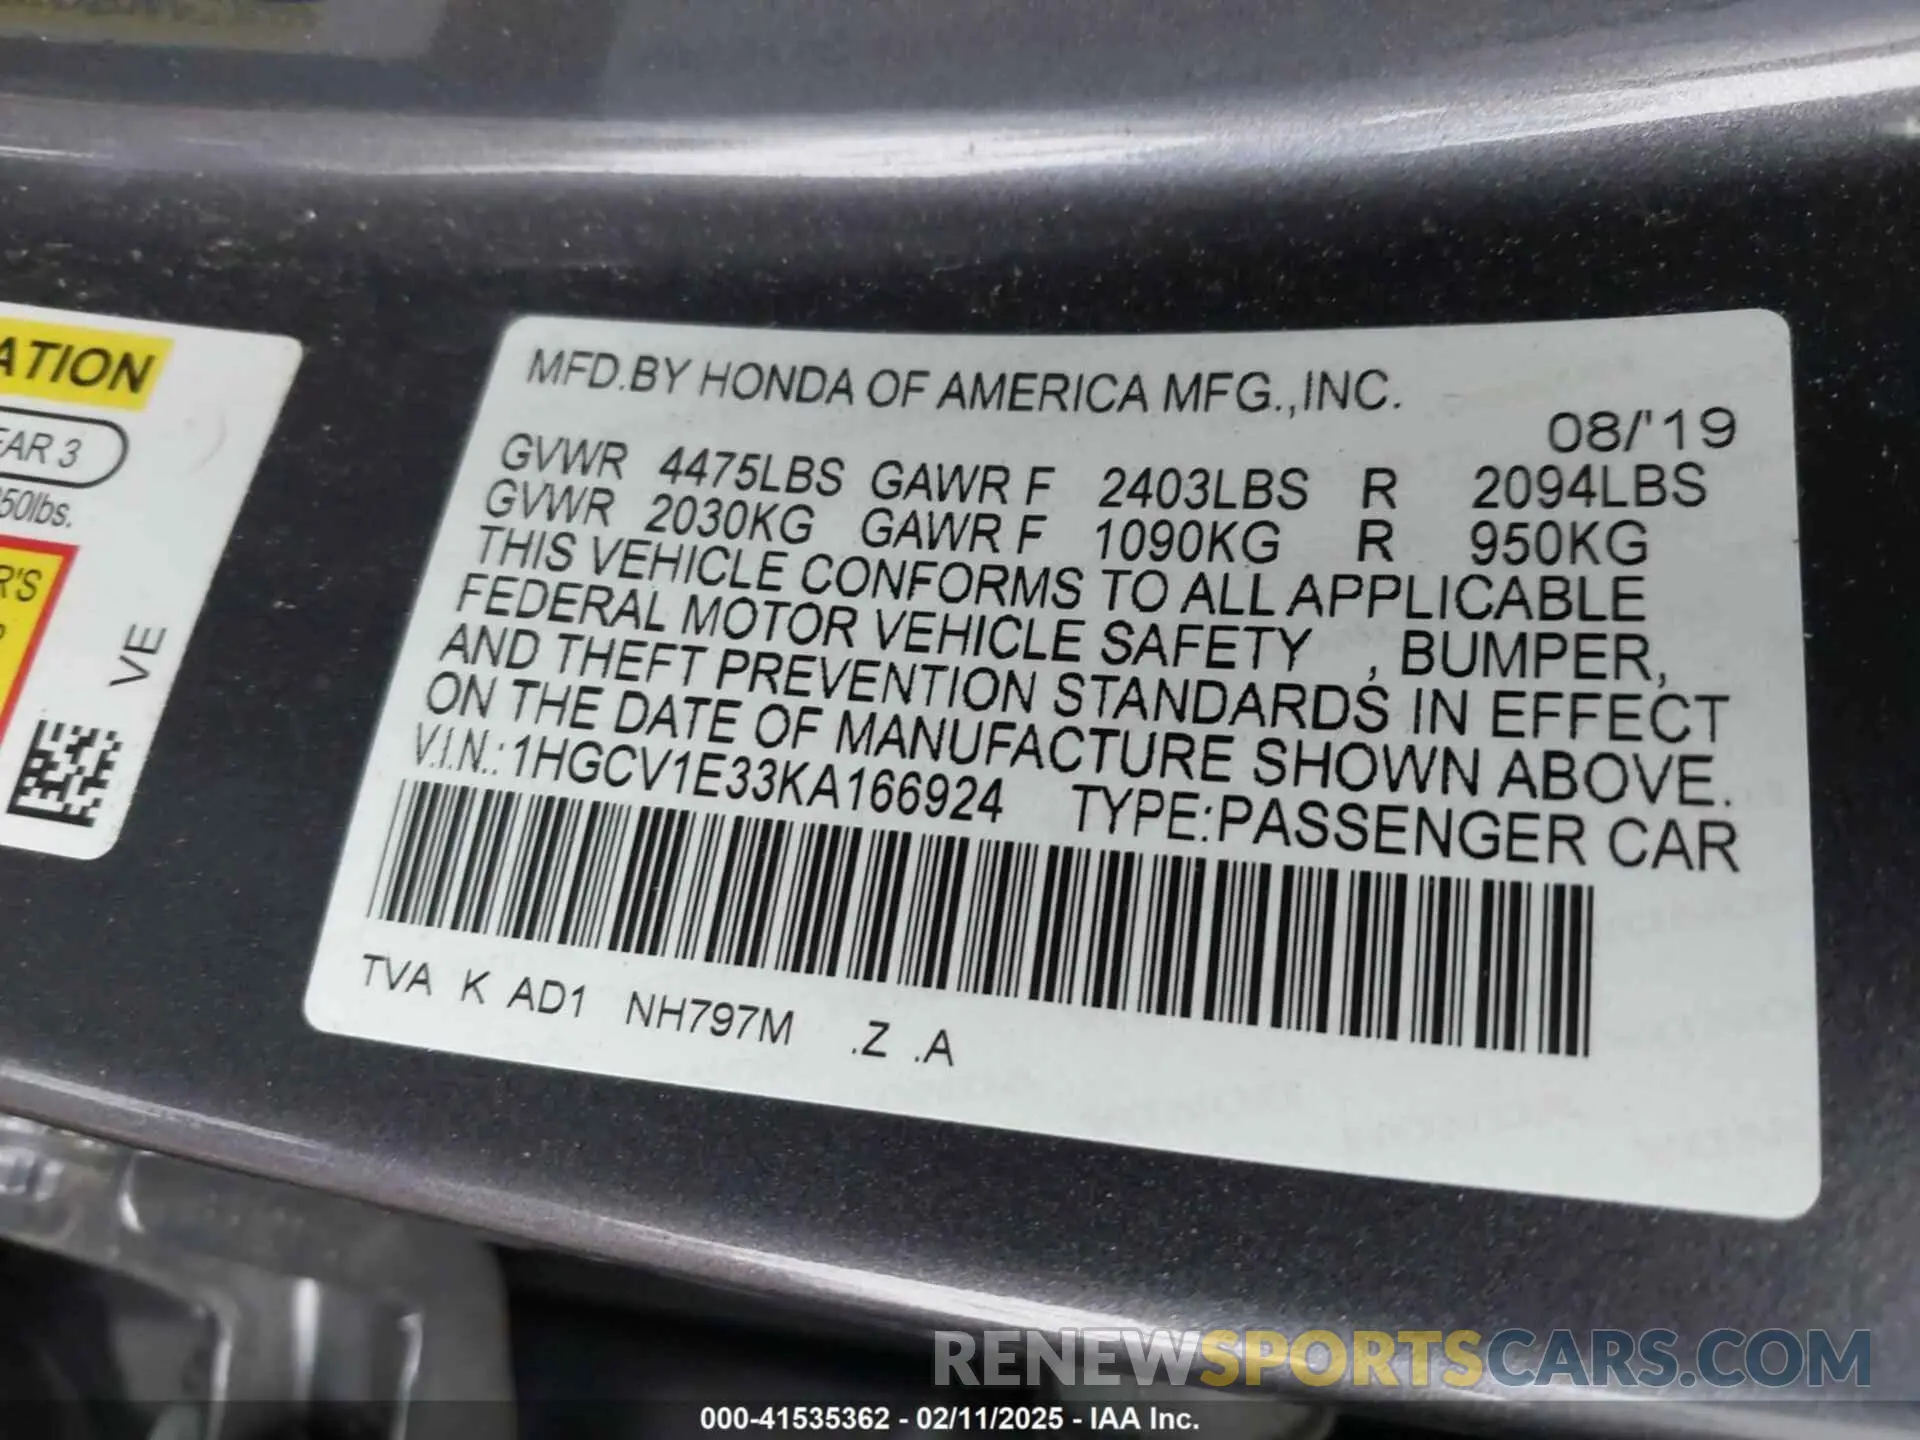 ATION
EAR 3
50lbs.
R'S
VE
MFD.BY HONDA OF AMERICA MFG.,INC.
08/'19
GVWR 4475LBS GAWR F 2403LBS R 2094LBS
GVWR 2030KG GAWR F 1090KG R 950KG
THIS VEHICLE CONFORMS TO ALL APPLICABLE
FEDERAL MOTOR VEHICLE SAFETY , BUMPER,
AND THEFT PREVENTION STANDARDS IN EFFECT
ON THE DATE OF MANUFACTURE SHOWN ABOVE.
V.I.N.: 1HGCV1E33KA166924 TYPE:PASSENGER CAR
TVA K AD1 NH797M .Z .A
RENEWSPORTSCARS.COM
000-41535362 - 02/11/2025 - IAA Inc.